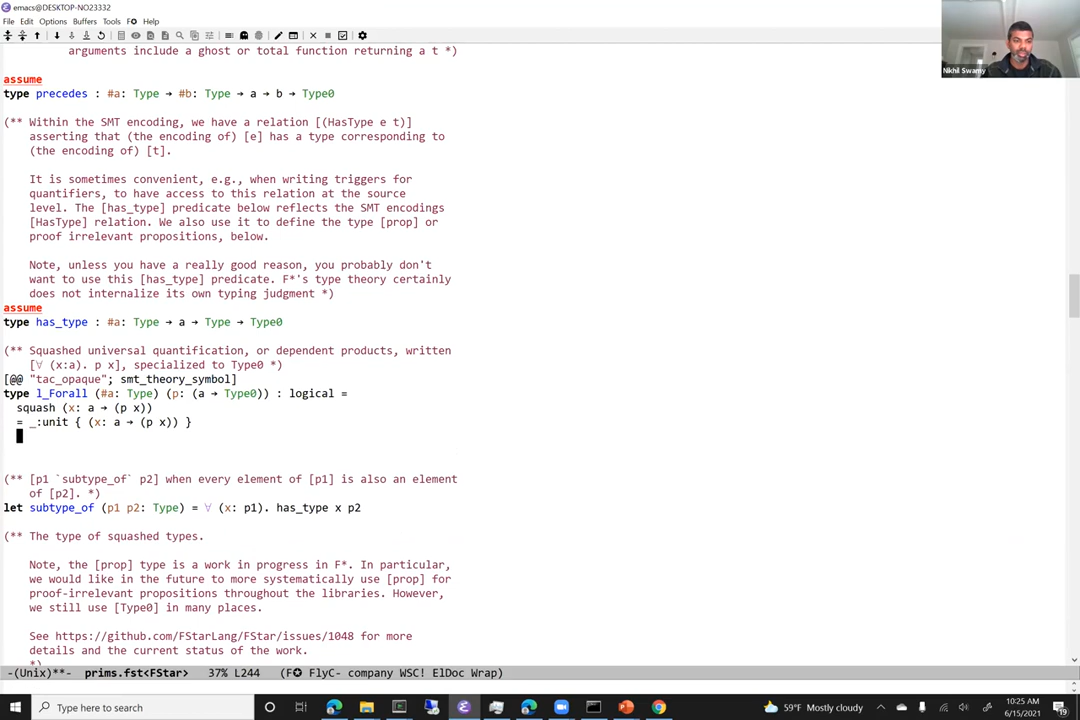 emacs@DESKTOP-NO23332
File Edit Options Buffers Tools F✪ Help
arguments include a ghost or total function returning a t *)
assume
type precedes : #a: Type → #b: Type → a → b → Type0
(** Within the SMT encoding, we have a relation [(HasType e t)]
asserting that (the encoding of) [e] has a type corresponding to
(the encoding of) [t].
It is sometimes convenient, e.g., when writing triggers for
quantifiers, to have access to this relation at the source
level. The [has_type] predicate below reflects the SMT encodings
[HasType] relation. We also use it to define the type [prop] or
proof irrelevant propositions, below.
Note, unless you have a really good reason, you probably don't
want to use this [has_type] predicate. F*'s type theory certainly
does not internalize its own typing judgment *)
assume
type has_type : #a: Type → a → Type → Type0
(** Squashed universal quantification, or dependent products, written
[∀ (x:a). p x], specialized to Type0 *)
[@@ "tac_opaque"; smt_theory_symbol]
type l_Forall (#a: Type) (p: (a → Type0)) : logical =
squash (x: a → (p x))
= _:unit { (x: a → (p x)) }
(** [p1 `subtype_of` p2] when every element of [p1] is also an element
of [p2]. *)
let subtype_of (p1 p2: Type) = ∀ (x: p1). has_type x p2
(** The type of squashed types.
Note, the [prop] type is a work in progress in F*. In particular,
we would like in the future to more systematically use [prop] for
proof-irrelevant propositions throughout the libraries. However,
we still use [Type0] in many places.
See https://github.com/FStarLang/FStar/issues/1048 for more
details and the current status of the work.
*)
-(Unix)**- prims.fst<FStar> 37% L244 (F✪ FlyC- company WSC! ElDoc Wrap)
Nikhil Swamy
Type here to search
59°F Mostly cloudy
10:25 AM
6/15/2021
19